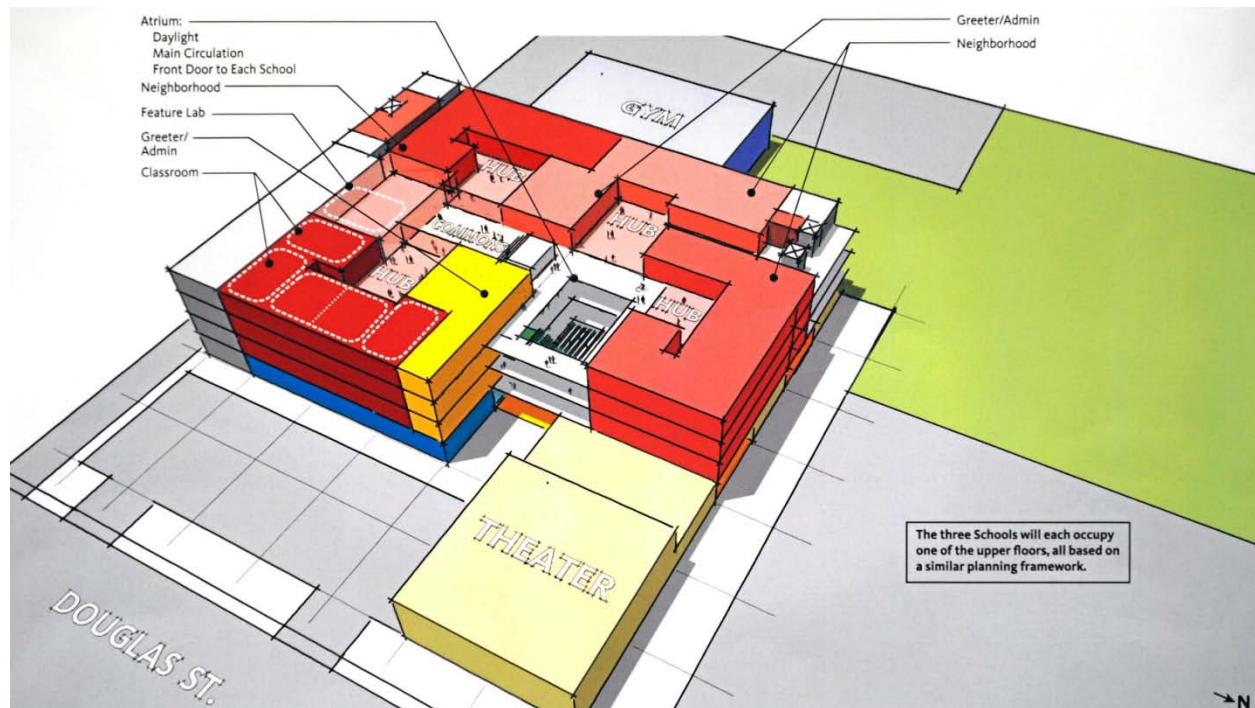 Atrium:
Daylight
Main Circulation
Front Door to Each School
Neighborhood
Feature Lab
Greeter/
Admin
Classroom
Greeter/Admin
Neighborhood
GYM
HUB
COMMONS
HUB
HUB
HUB
THEATER
DOUGLAS ST.
The three Schools will each occupy
one of the upper floors, all based on
a similar planning framework.
N